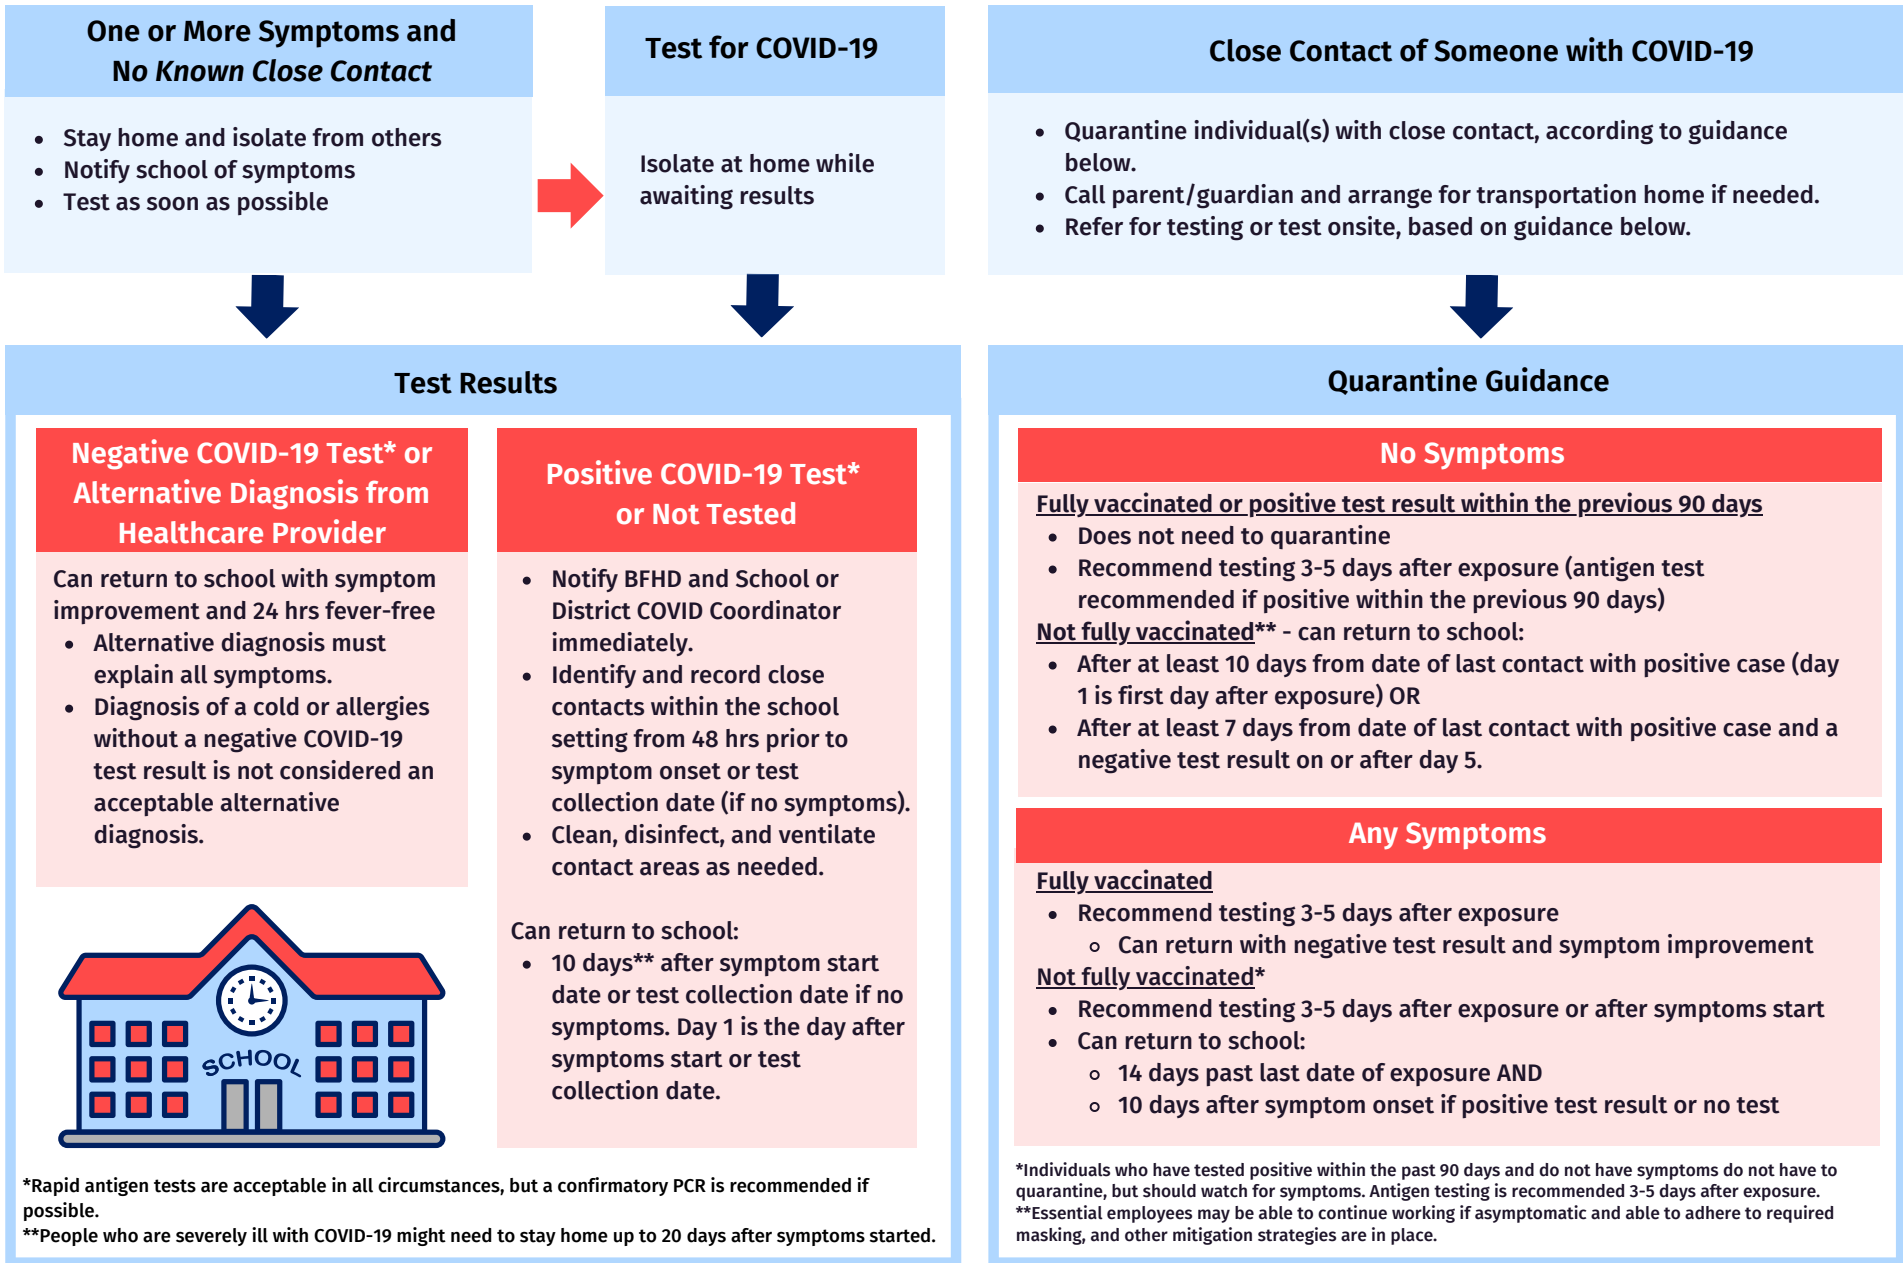 One or More Symptoms and
No Known Close Contact
• Stay home and isolate from others
• Notify school of symptoms
• Test as soon as possible
Test for COVID-19
Isolate at home while
awaiting results
Close Contact of Someone with COVID-19
• Quarantine individual(s) with close contact, according to guidance
below.
• Call parent/guardian and arrange for transportation home if needed.
• Refer for testing or test onsite, based on guidance below.
Test Results
Negative COVID-19 Test* or
Alternative Diagnosis from
Healthcare Provider
Can return to school with symptom
improvement and 24 hrs fever-free
• Alternative diagnosis must
explain all symptoms.
• Diagnosis of a cold or allergies
without a negative COVID-19
test result is not considered an
acceptable alternative
diagnosis.
SCHOOL
Positive COVID-19 Test*
or Not Tested
• Notify BFHD and School or
District COVID Coordinator
immediately.
• Identify and record close
contacts within the school
setting from 48 hrs prior to
symptom onset or test
collection date (if no symptoms).
• Clean, disinfect, and ventilate
contact areas as needed.
Can return to school:
• 10 days** after symptom start
date or test collection date if no
symptoms. Day 1 is the day after
symptoms start or test
collection date.
*Rapid antigen tests are acceptable in all circumstances, but a confirmatory PCR is recommended if
possible.
**People who are severely ill with COVID-19 might need to stay home up to 20 days after symptoms started.
Quarantine Guidance
No Symptoms
Fully vaccinated or positive test result within the previous 90 days
• Does not need to quarantine
• Recommend testing 3-5 days after exposure (antigen test
recommended if positive within the previous 90 days)
Not fully vaccinated** - can return to school:
• After at least 10 days from date of last contact with positive case (day
1 is first day after exposure) OR
• After at least 7 days from date of last contact with positive case and a
negative test result on or after day 5.
Any Symptoms
Fully vaccinated
• Recommend testing 3-5 days after exposure
◦ Can return with negative test result and symptom improvement
Not fully vaccinated*
• Recommend testing 3-5 days after exposure or after symptoms start
• Can return to school:
◦ 14 days past last date of exposure AND
◦ 10 days after symptom onset if positive test result or no test
*Individuals who have tested positive within the past 90 days and do not have symptoms do not have to
quarantine, but should watch for symptoms. Antigen testing is recommended 3-5 days after exposure.
**Essential employees may be able to continue working if asymptomatic and able to adhere to required
masking, and other mitigation strategies are in place.